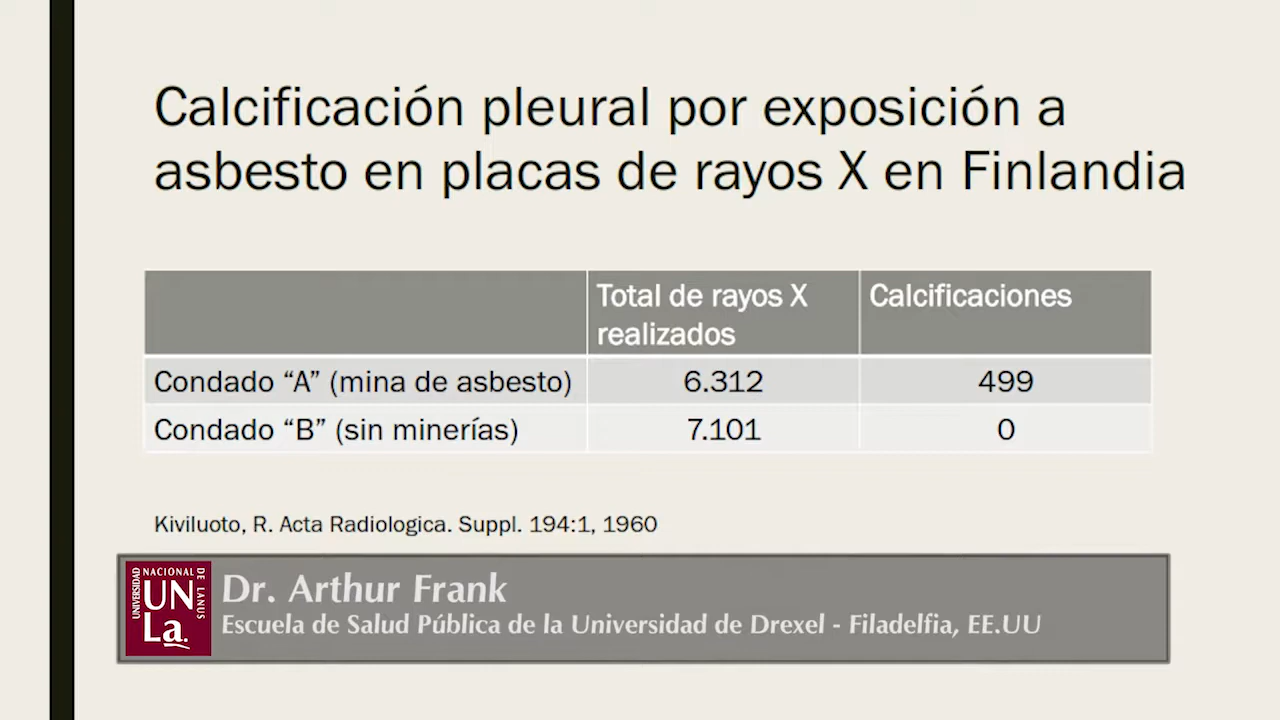 Calcificación pleural por exposición a
asbesto en placas de rayos X en Finlandia
Total de rayos X
realizados
Calcificaciones
Condado “A” (mina de asbesto) 6.312 499
Condado “B” (sin minerías) 7.101 0
Kiviluoto, R. Acta Radiologica. Suppl. 194:1, 1960
UNIVERSIDAD NACIONAL DE LANUS
UN
La.
Dr. Arthur Frank
Escuela de Salud Pública de la Universidad de Drexel - Filadelfia, EE.UU